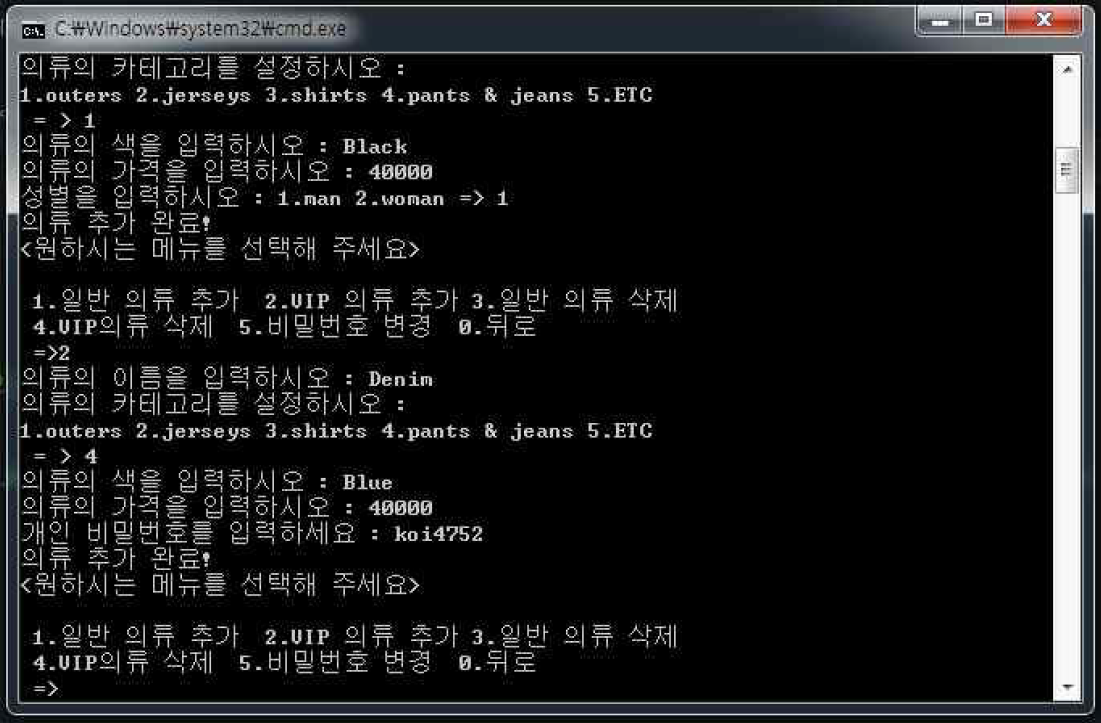 C:₩Windows₩system32₩cmd.exe
의류의 카테고리를 설정하시오 :
1.outers 2.jerseys 3.shirts 4.pants & jeans 5.ETC
= > 1
의류의 색을 입력하시오 : Black
의류의 가격을 입력하시오 : 40000
성별을 입력하시오 : 1.man 2.woman => 1
의류 추가 완료!
<원하시는 메뉴를 선택해 주세요>
1.일반 의류 추가 2.VIP 의류 추가 3.일반 의류 삭제
4.VIP의류 삭제 5.비밀번호 변경 0.뒤로
=>2
의류의 이름을 입력하시오 : Denim
의류의 카테고리를 설정하시오 :
1.outers 2.jerseys 3.shirts 4.pants & jeans 5.ETC
= > 4
의류의 색을 입력하시오 : Blue
의류의 가격을 입력하시오 : 40000
개인 비밀번호를 입력하세요 : koi4752
의류 추가 완료!
<원하시는 메뉴를 선택해 주세요>
1.일반 의류 추가 2.VIP 의류 추가 3.일반 의류 삭제
4.VIP의류 삭제 5.비밀번호 변경 0.뒤로
=>